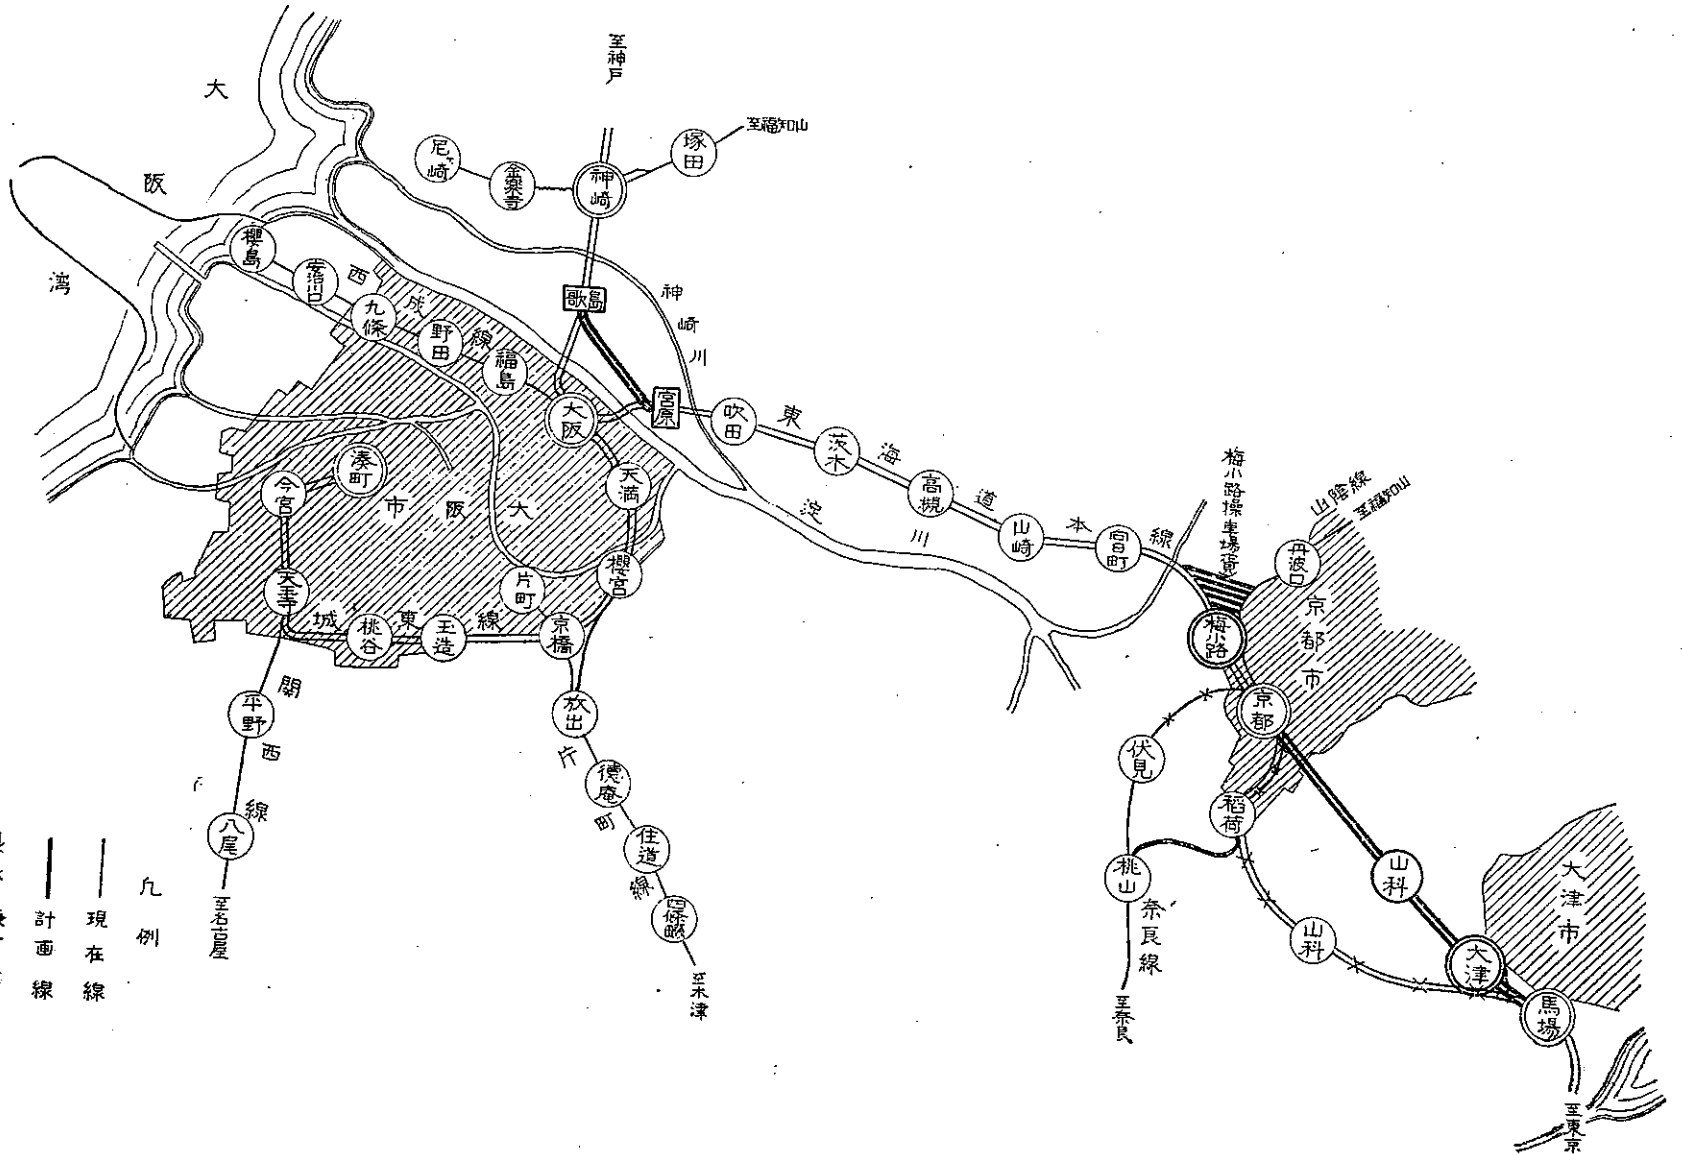 大阪湾
至神戸
至福知山
尼ヶ崎
金楽寺
神崎
塚田
櫻島
安治川口
西成線
九條
野田
福島
歌島
神崎川
宮原
大阪
吹田
東海道本線
茨木
高槻
山崎
向日町
淀川
梅小路操車場
山陰線
至福知山
丹波口
京都市
梅小路
京都
湊町
今宮
大阪市
天満
櫻宮
片町
京橋
天王寺
城東線
桃谷
玉造
放出
片町線
徳庵
住道
四條畷
至木津
関西線
平野
八尾
至名古屋
伏見
稲荷
桃山
奈良線
至奈良
山科
山科
大津市
大津
馬場
至東京
凡例
現在線
計画線